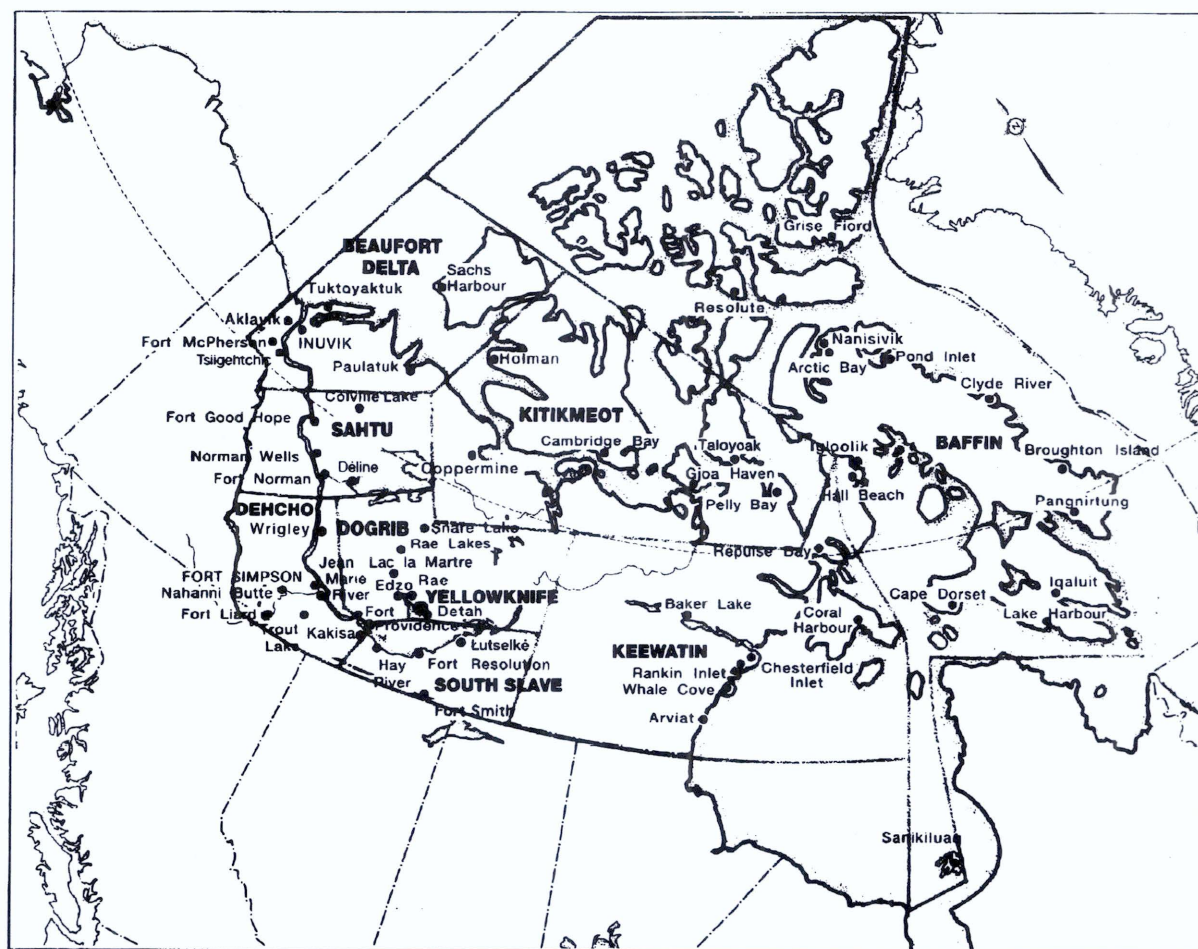 Grise Fiord
BEAUFORT
DELTA
Sachs
Harbour
Tuktoyaktuk
Resolute
Aklavik
INUVIK
Fort McPherson
Tsiigehtchic
Paulatuk
Holman
Nanisivik
Arctic Bay
Pond Inlet
Clyde River
Colville Lake
Fort Good Hope
SAHTU
KITIKMEOT
Norman Wells
Cambridge Bay
Taloyoak
Igloolik
BAFFIN
Broughton Island
Fort Norman
Déline
Coppermine
Gjoa Haven
Pelly Bay
Hall Beach
Pangnirtung
DEHCHO
Wrigley
DOGRIB
Snare Lake
Rae Lakes
Repulse Bay
Jean
Marie
River
Lac la Martre
FORT SIMPSON
Edzo
Rae
Nahanni Butte
YELLOWKNIFE
Fort Liard
Fort
Providence
Detah
Trout
Lake
Kakisa
Baker Lake
Coral
Harbour
Cape Dorset
Iqaluit
Lake Harbour
Łutselké
Hay
River
Fort Resolution
KEEWATIN
Rankin Inlet
Chesterfield
Inlet
Whale Cove
SOUTH SLAVE
Fort Smith
Arviat
Sanikiluaq